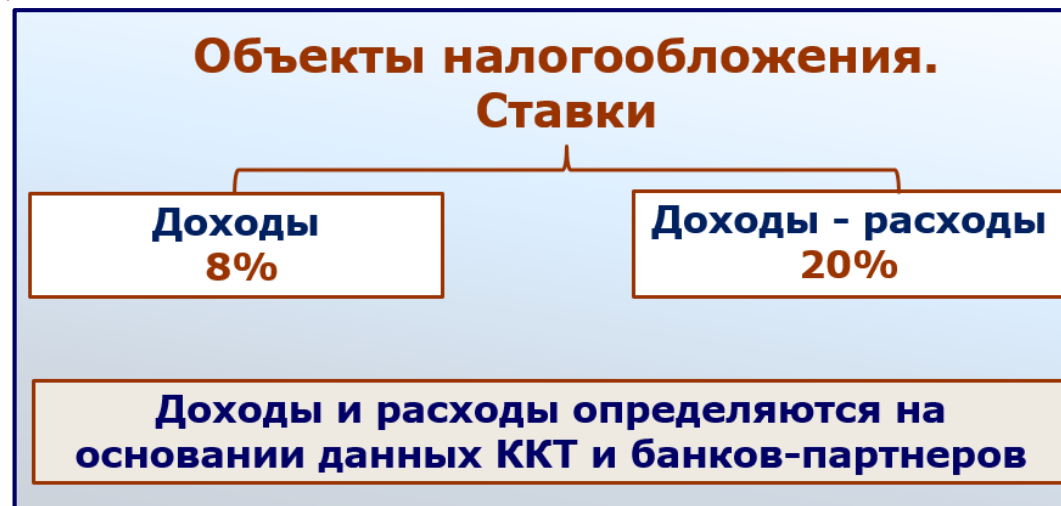 Объекты налогообложения.
Ставки
Доходы
8%
Доходы - расходы
20%
Доходы и расходы определяются на
основании данных ККТ и банков-партнеров